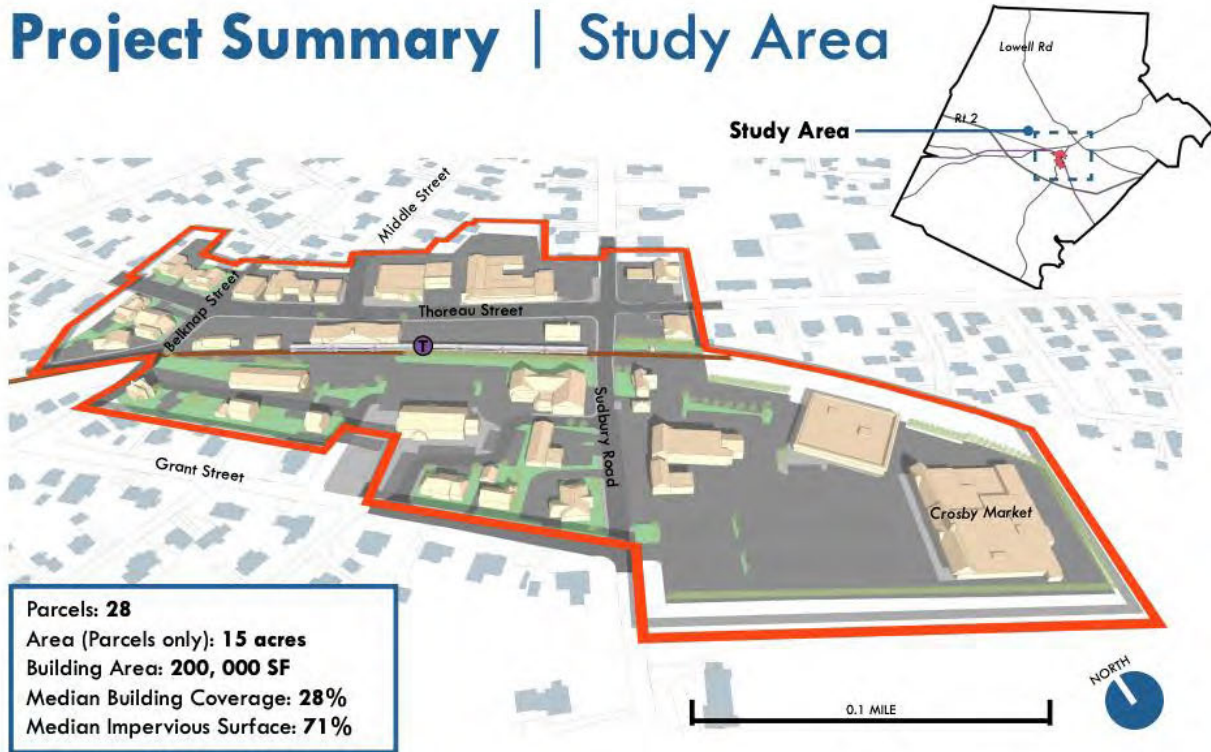 Project Summary | Study Area
Lowell Rd
Rt 2
Study Area
Middle Street
Belknap Street
Thoreau Street
T
Sudbury Road
Grant Street
Crosby Market
Parcels: 28
Area (Parcels only): 15 acres
Building Area: 200, 000 SF
Median Building Coverage: 28%
Median Impervious Surface: 71%
0.1 MILE
NORTH